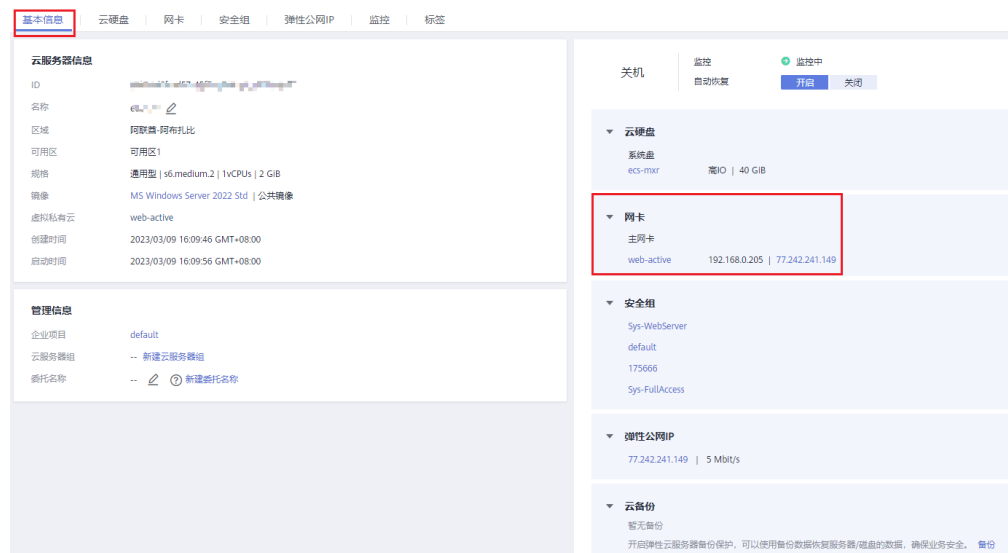 基本信息 云硬盘 网卡 安全组 弹性公网IP 监控 标签
云服务器信息
ID
名称
区域 阿联酋-阿布扎比
可用区 可用区1
规格 通用型 | s6.medium.2 | 1vCPUs | 2 GiB
镜像 MS Windows Server 2022 Std | 公共镜像
虚拟私有云 web-active
创建时间 2023/03/09 16:09:46 GMT+08:00
启动时间 2023/03/09 16:09:56 GMT+08:00
管理信息
企业项目 default
云服务器组 -- 新建云服务器组
委托名称 -- ? 新建委托名称
关机
监控 监控中
自动恢复 开启 关闭
云硬盘
系统盘
ecs-mxr 高IO | 40 GiB
网卡
主网卡
web-active 192.168.0.205 | 77.242.241.149
安全组
Sys-WebServer
default
175666
Sys-FullAccess
弹性公网IP
77.242.241.149 | 5 Mbit/s
云备份
暂无备份
开启弹性云服务器备份保护，可以使用备份数据恢复服务器/磁盘的数据，确保业务安全。 备份